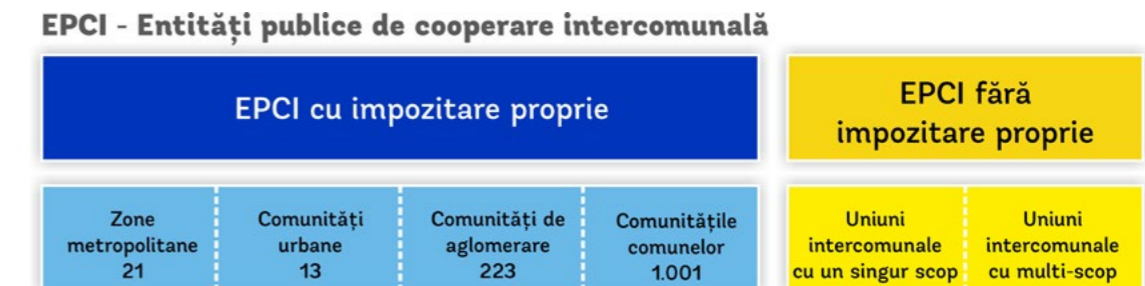 EPCI - Entități publice de cooperare intercomunală
EPCI cu impozitare proprie
EPCI fără
impozitare proprie
Zone
metropolitane
21
Comunități
urbane
13
Comunități de
aglomerare
223
Comunitățile
comunelor
1.001
Uniuni
intercomunale
cu un singur scop
Uniuni
intercomunale
cu multi-scop